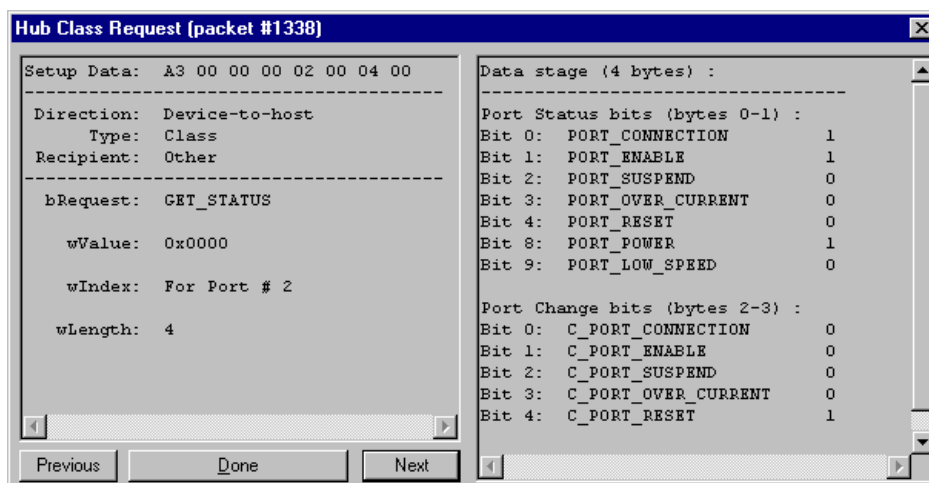 Hub Class Request (packet #1338)
Setup Data: A3 00 00 00 02 00 04 00
----------------------------------------
Direction: Device-to-host
Type: Class
Recipient: Other
----------------------------------------
bRequest: GET_STATUS
wValue: 0x0000
wIndex: For Port # 2
wLength: 4
Previous
Done
Next
Data stage (4 bytes) :
-----------------------------------
Port Status bits (bytes 0-1) :
Bit 0: PORT_CONNECTION 1
Bit 1: PORT_ENABLE 1
Bit 2: PORT_SUSPEND 0
Bit 3: PORT_OVER_CURRENT 0
Bit 4: PORT_RESET 0
Bit 8: PORT_POWER 1
Bit 9: PORT_LOW_SPEED 0
Port Change bits (bytes 2-3) :
Bit 0: C_PORT_CONNECTION 0
Bit 1: C_PORT_ENABLE 0
Bit 2: C_PORT_SUSPEND 0
Bit 3: C_PORT_OVER_CURRENT 0
Bit 4: C_PORT_RESET 1